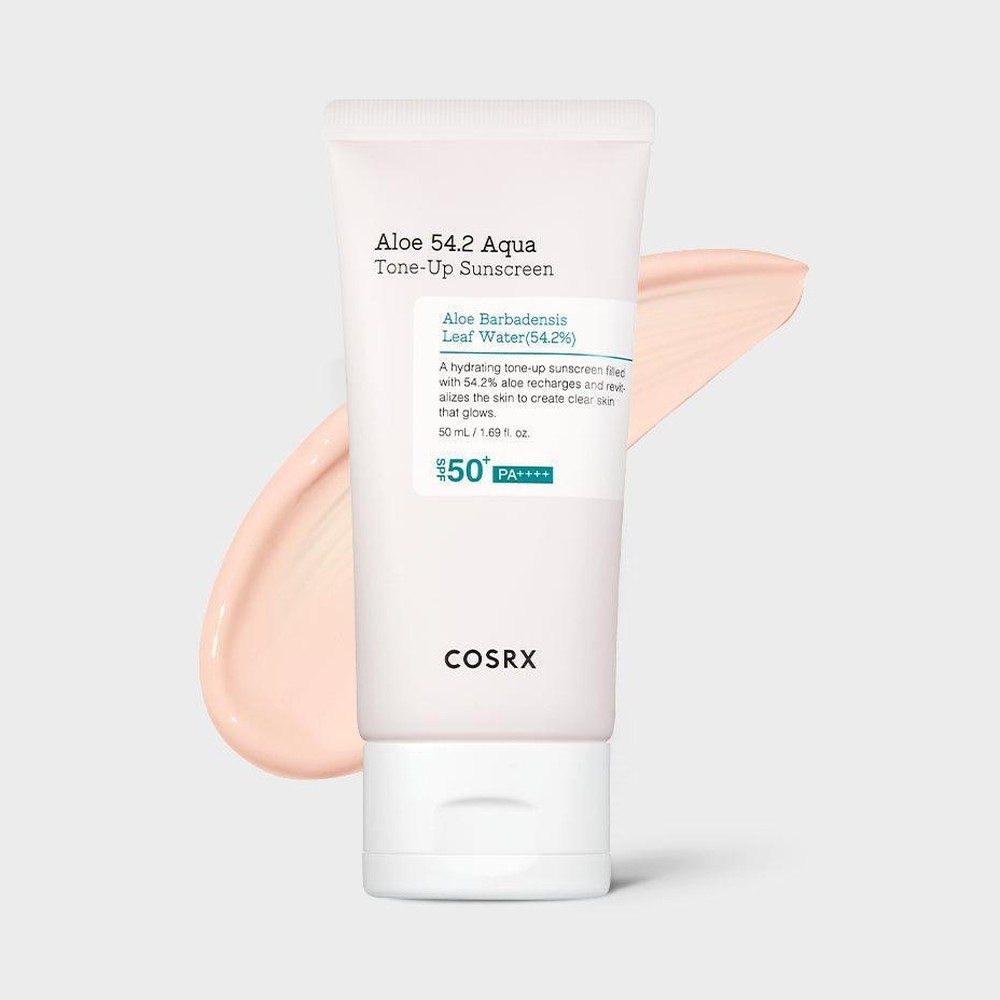 Aloe 54.2 Aqua
Tone-Up Sunscreen
Aloe Barbadensis
Leaf Water(54.2%)
A hydrating tone-up sunscreen filled
with 54.2% aloe recharges and revit-
alizes the skin to create clear skin
that glows.
50 mL / 1.69 fl. oz.
SPF 50+ PA++++
COSRX